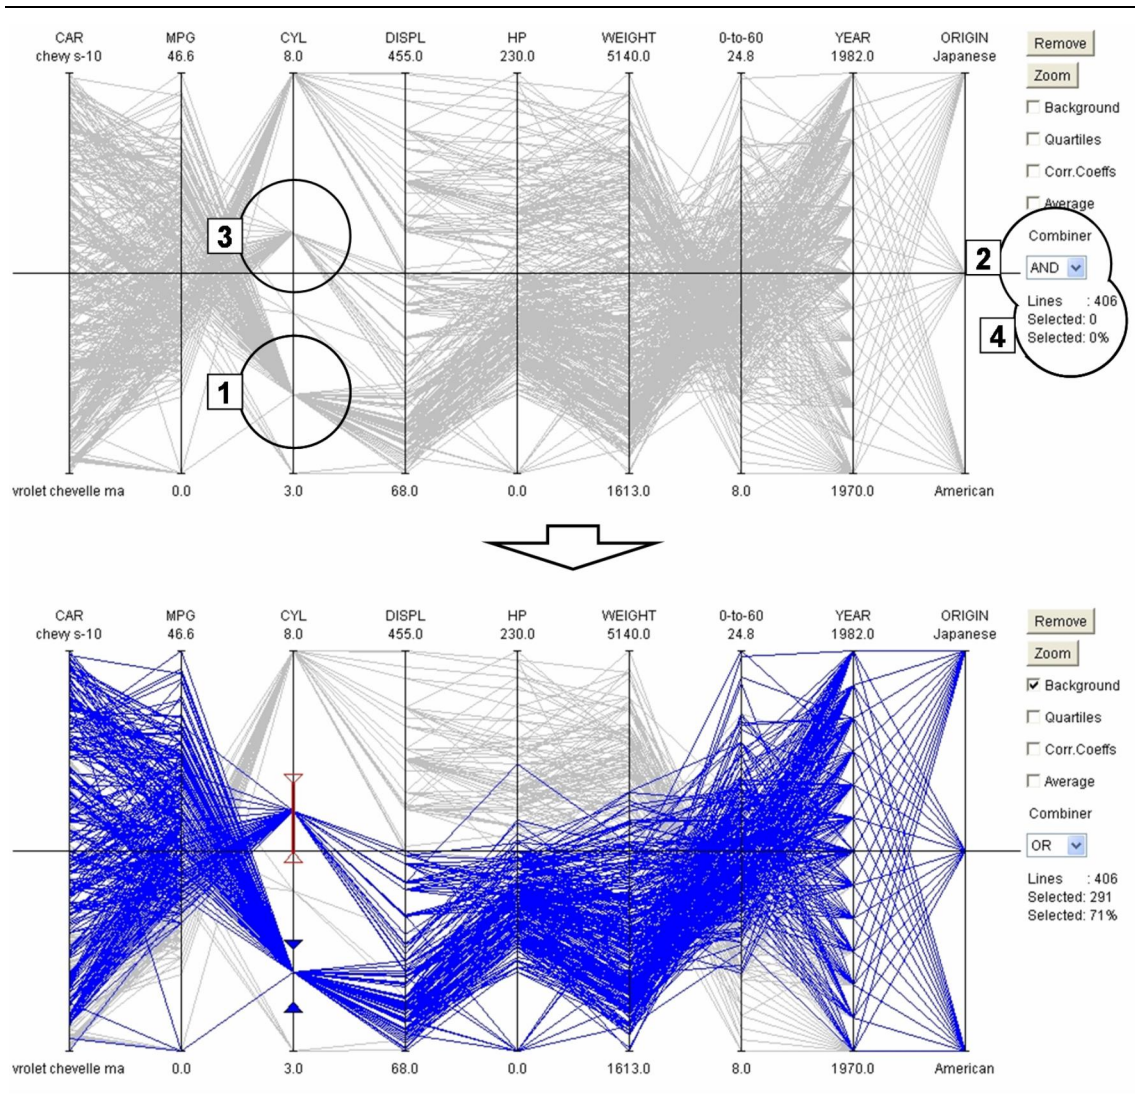 CAR MPG CYL DISPL HP WEIGHT 0-to-60 YEAR ORIGIN
chevy s-10 46.6 8.0 455.0 230.0 5140.0 24.8 1982.0 Japanese
Remove
Zoom
Background
Quartiles
Corr.Coeffs
Average
3
Combiner
2
AND
Lines : 406
Selected: 0
4
Selected: 0%
1
vrolet chevelle ma 0.0 3.0 68.0 0.0 1613.0 8.0 1970.0 American
CAR MPG CYL DISPL HP WEIGHT 0-to-60 YEAR ORIGIN
chevy s-10 46.6 8.0 455.0 230.0 5140.0 24.8 1982.0 Japanese
Remove
Zoom
Background
Quartiles
Corr.Coeffs
Average
Combiner
OR
Lines : 406
Selected: 291
Selected: 71%
vrolet chevelle ma 0.0 3.0 68.0 0.0 1613.0 8.0 1970.0 American